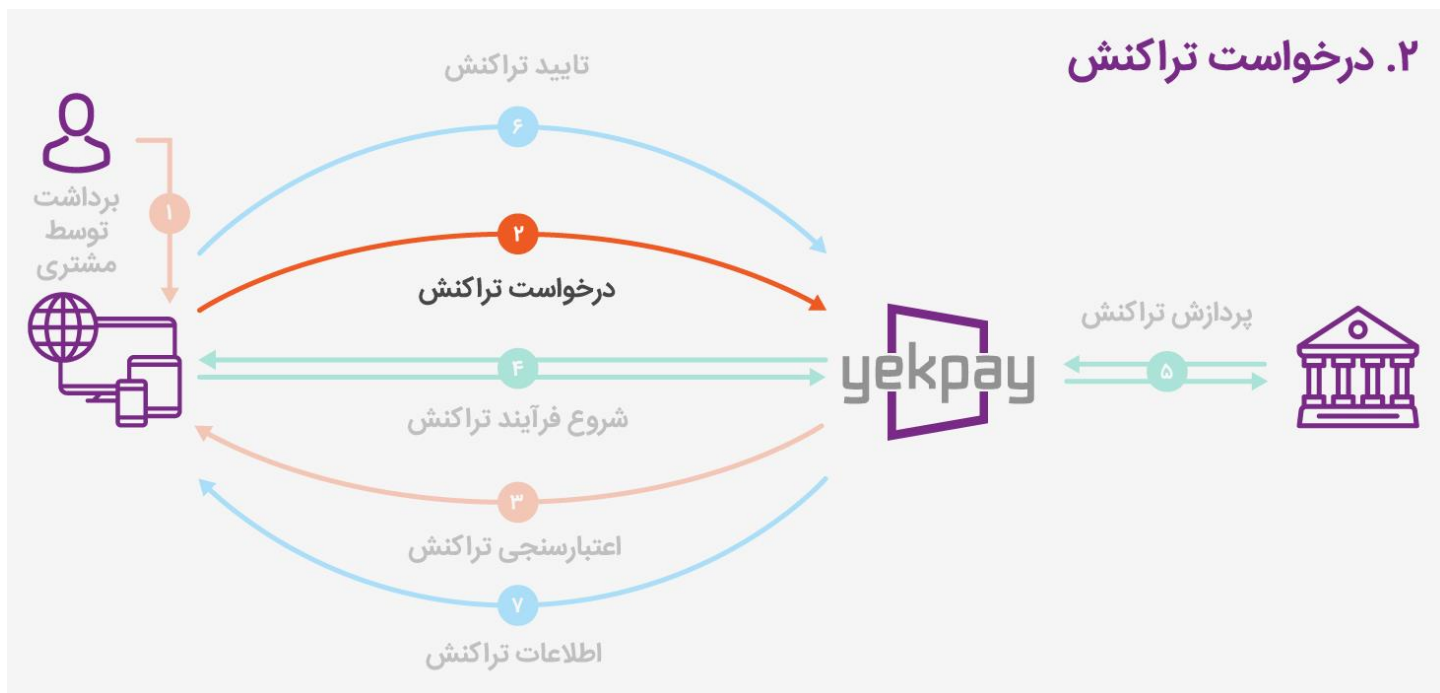 ۲. درخواست تراکنش
تایید تراکنش
۶
برداشت
توسط
مشتری
۱
۲
درخواست تراکنش
پردازش تراکنش
yekpay
۴
۵
شروع فرآیند تراکنش
۳
اعتبارسنجی تراکنش
۷
اطلاعات تراکنش